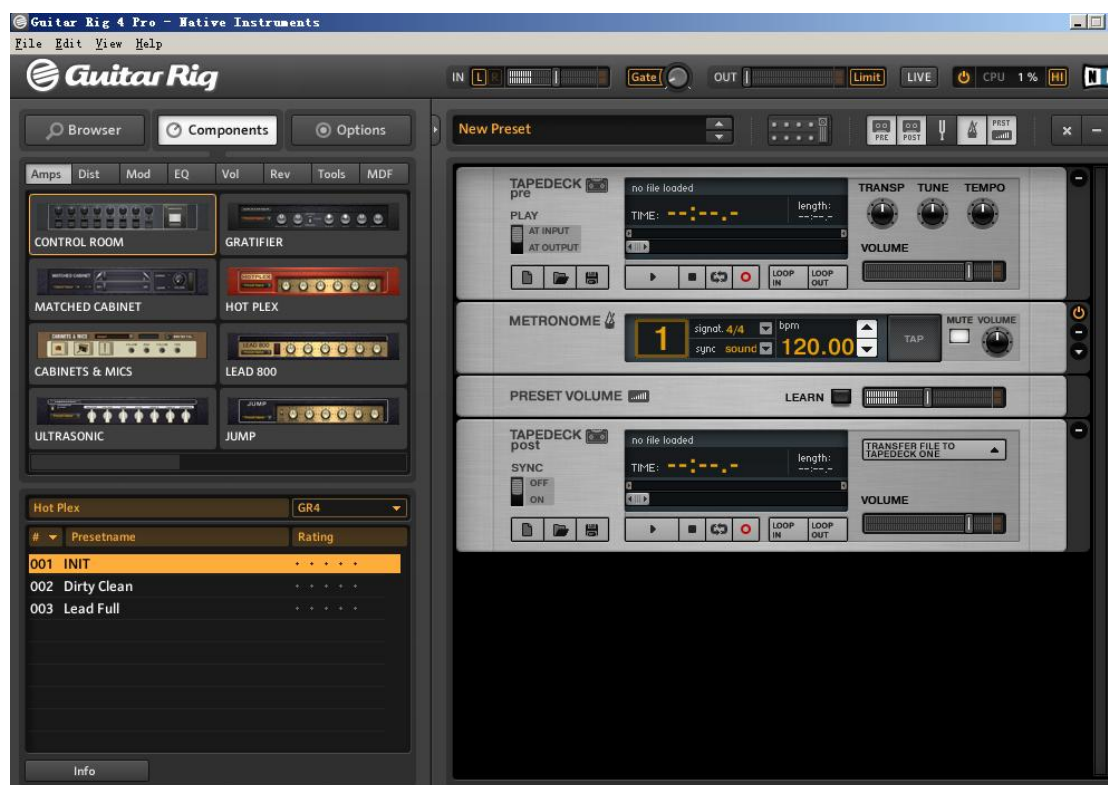 Guitar Rig 4 Pro - Native Instruments
File Edit View Help
Guitar Rig
IN L R Gate OUT Limit LIVE CPU 1 % HI N
Browser Components Options
New Preset
PRE POST PRST
Amps Dist Mod EQ Vol Rev Tools MDF
CONTROL ROOM GRATIFIER
MATCHED CABINET HOT PLEX
CABINETS & MICS LEAD 800
ULTRASONIC JUMP
Hot Plex GR4
# Presetname Rating
001 INIT
002 Dirty Clean
003 Lead Full
Info
TAPEDECK
pre
no file loaded
TRANSP TUNE TEMPO
PLAY
TIME: --:--.-
length:
--:--.-
AT INPUT
AT OUTPUT
VOLUME
LOOP IN
LOOP OUT
METRONOME
1
signat. 4/4
bpm
sync sound
120.00
TAP
MUTE VOLUME
PRESET VOLUME
LEARN
TAPEDECK
post
no file loaded
TRANSFER FILE TO
TAPEDECK ONE
SYNC
TIME: --:--.-
length:
--:--.-
OFF
ON
VOLUME
LOOP IN
LOOP OUT